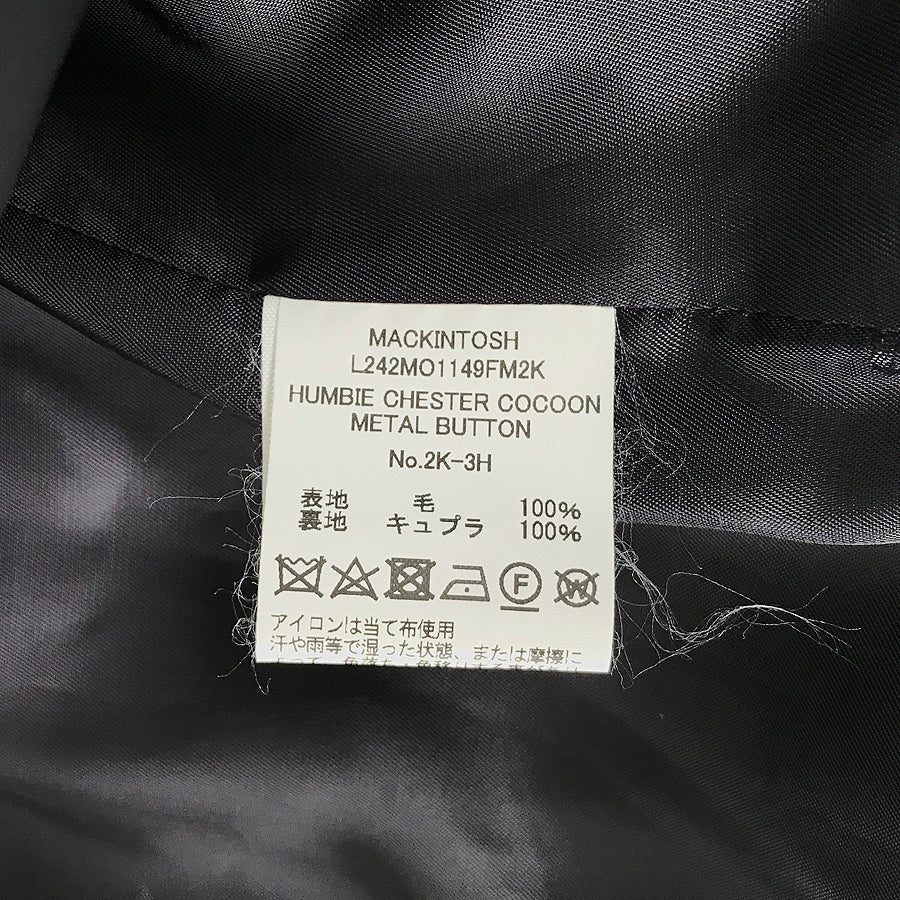 MACKINTOSH
L242MO1149FM2K
HUMBIE CHESTER COCOON
METAL BUTTON
No.2K-3H
表地 毛 100%
裏地 キュプラ 100%
F W
アイロンは当て布使用
汗や雨等で湿った状態、または摩擦に